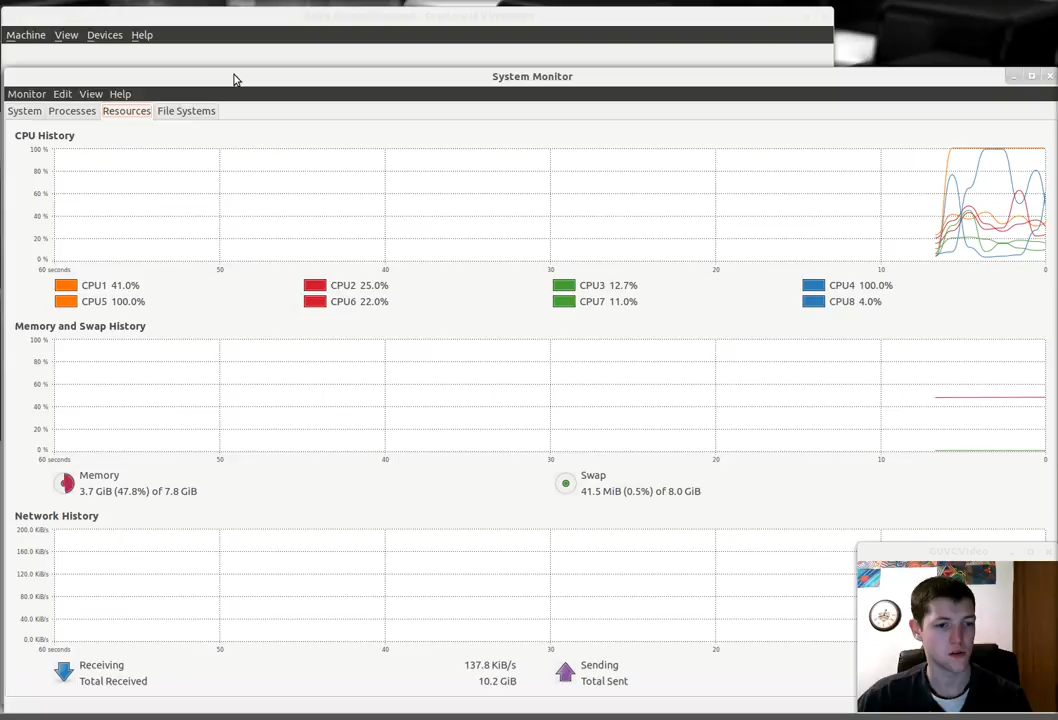 Machine View Devices Help
System Monitor
Monitor Edit View Help
System Processes Resources File Systems
CPU History
100 %
80 %
60 %
40 %
20 %
0 %
60 seconds 50 40 30 20 10 0
CPU1 41.0% CPU2 25.0% CPU3 12.7% CPU4 100.0%
CPU5 100.0% CPU6 22.0% CPU7 11.0% CPU8 4.0%
Memory and Swap History
100 %
80 %
60 %
40 %
20 %
0 %
60 seconds 50 40 30 20 10 0
Memory Swap
3.7 GiB (47.8%) of 7.8 GiB 41.5 MiB (0.5%) of 8.0 GiB
Network History
200.0 KiB/s
160.0 KiB/s
120.0 KiB/s
80.0 KiB/s
40.0 KiB/s
0.0 KiB/s
GUVCVideo
60 seconds 50 40 30 20
Receiving 137.8 KiB/s Sending
Total Received 10.2 GiB Total Sent